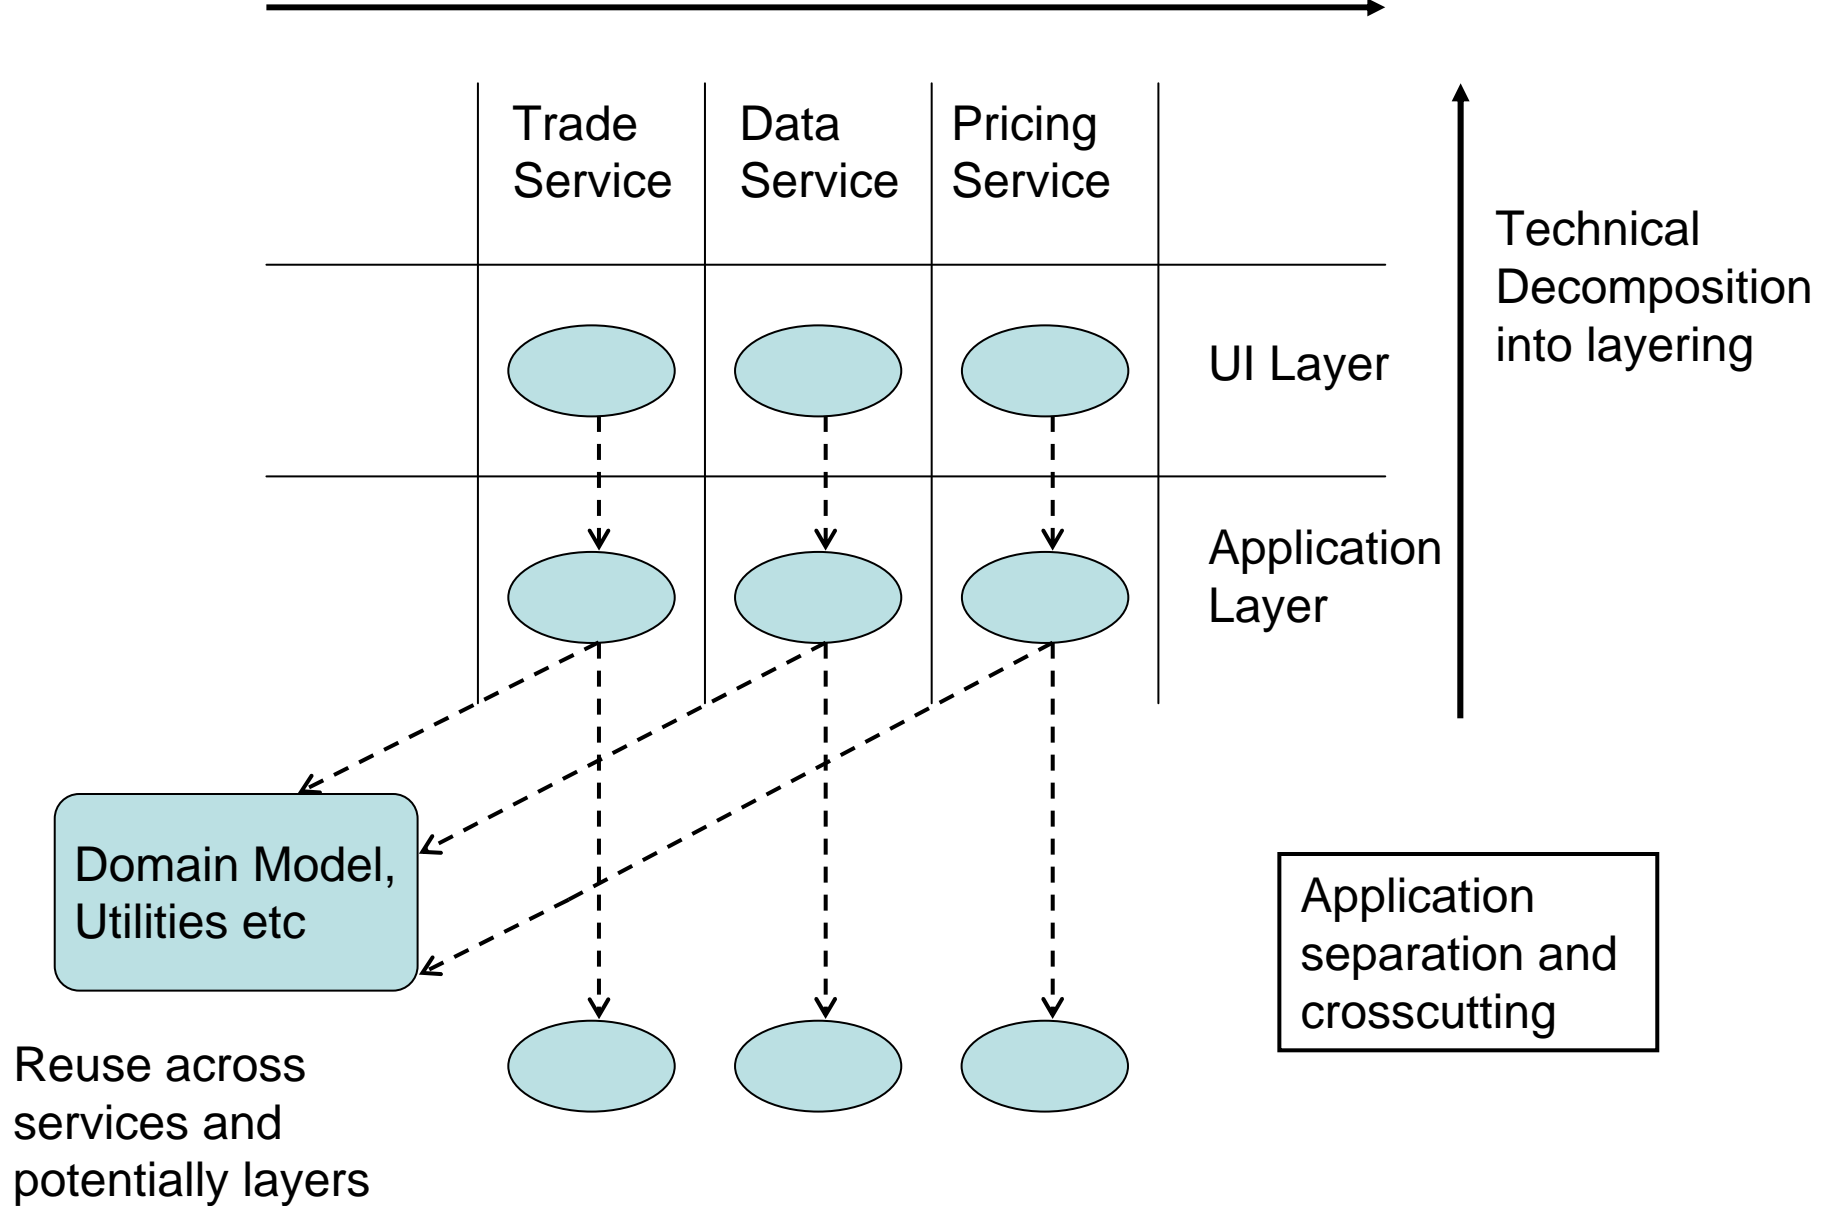 Trade
Service
Data
Service
Pricing
Service
Technical
Decomposition
into layering
UI Layer
Application
Layer
Domain Model,
Utilities etc
Application
separation and
crosscutting
Reuse across
services and
potentially layers